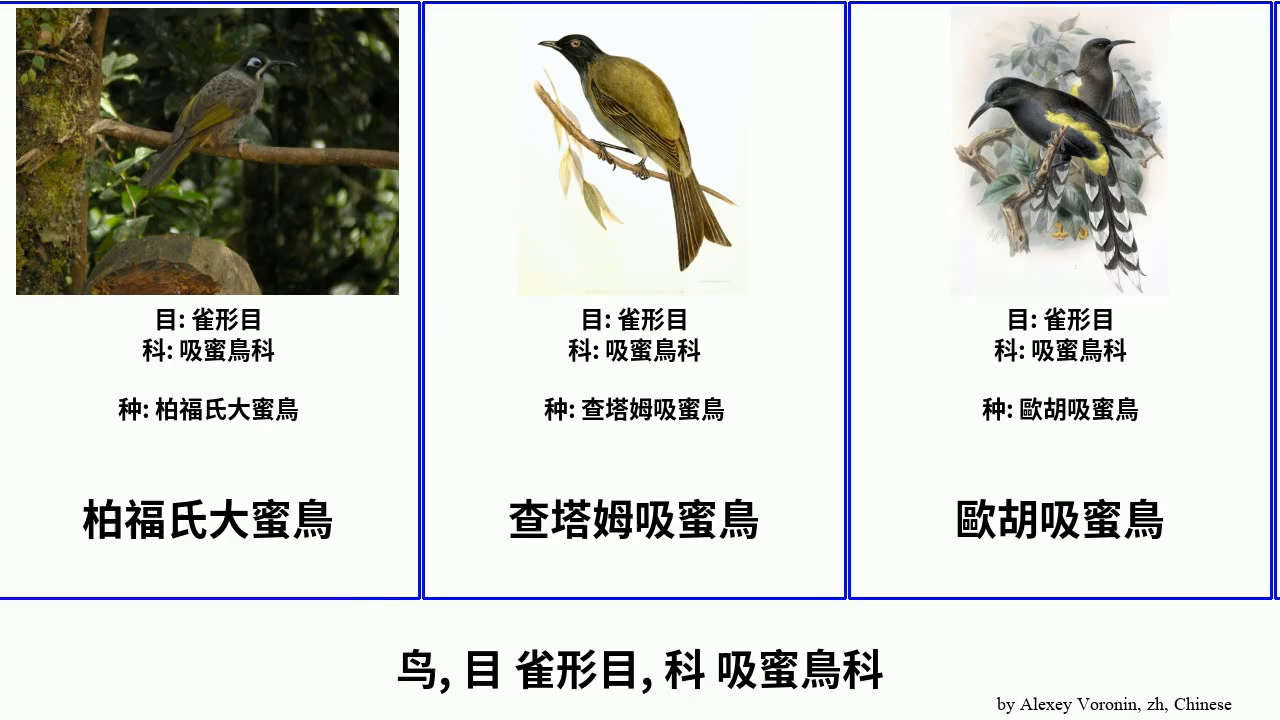 目: 雀形目
科: 吸蜜鳥科
种: 柏福氏大蜜鳥
柏福氏大蜜鳥
目: 雀形目
科: 吸蜜鳥科
种: 查塔姆吸蜜鳥
查塔姆吸蜜鳥
目: 雀形目
科: 吸蜜鳥科
种: 歐胡吸蜜鳥
歐胡吸蜜鳥
鸟, 目 雀形目, 科 吸蜜鳥科
by Alexey Voronin, zh, Chinese